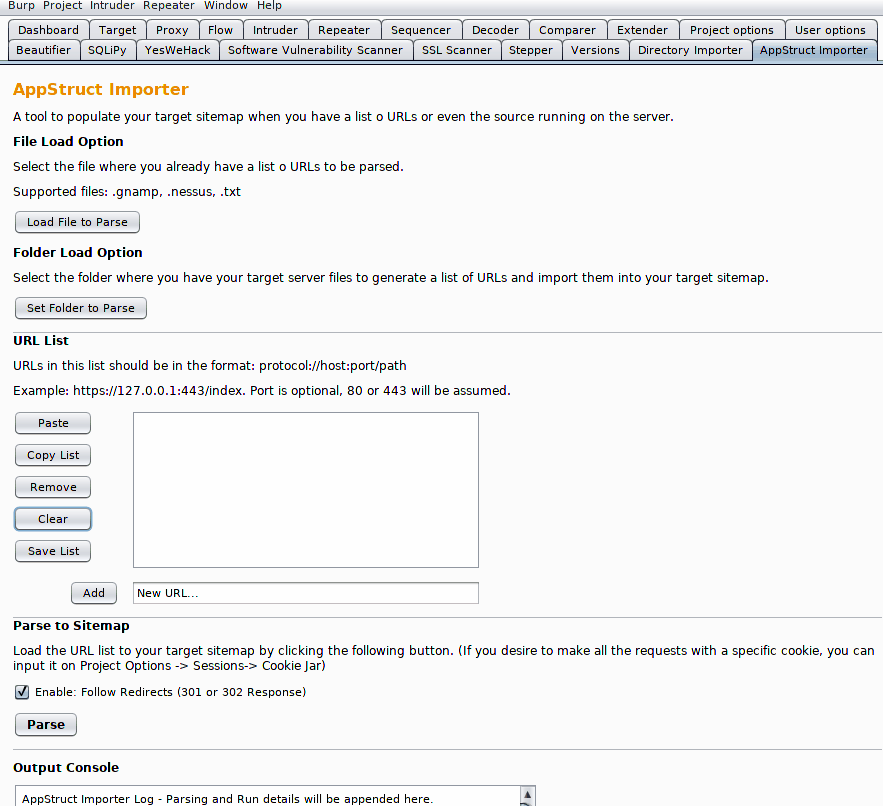 Burp Project Intruder Repeater Window Help
Dashboard Target Proxy Flow Intruder Repeater Sequencer Decoder Comparer Extender Project options User options
Beautifier SQLiPy YesWeHack Software Vulnerability Scanner SSL Scanner Stepper Versions Directory Importer AppStruct Importer
AppStruct Importer
A tool to populate your target sitemap when you have a list o URLs or even the source running on the server.
File Load Option
Select the file where you already have a list o URLs to be parsed.
Supported files: .gnamp, .nessus, .txt
Load File to Parse
Folder Load Option
Select the folder where you have your target server files to generate a list of URLs and import them into your target sitemap.
Set Folder to Parse
URL List
URLs in this list should be in the format: protocol://host:port/path
Example: https://127.0.0.1:443/index. Port is optional, 80 or 443 will be assumed.
Paste
Copy List
Remove
Clear
Save List
Add New URL...
Parse to Sitemap
Load the URL list to your target sitemap by clicking the following button. (If you desire to make all the requests with a specific cookie, you can
input it on Project Options -> Sessions-> Cookie Jar)
Enable: Follow Redirects (301 or 302 Response)
Parse
Output Console
AppStruct Importer Log - Parsing and Run details will be appended here.